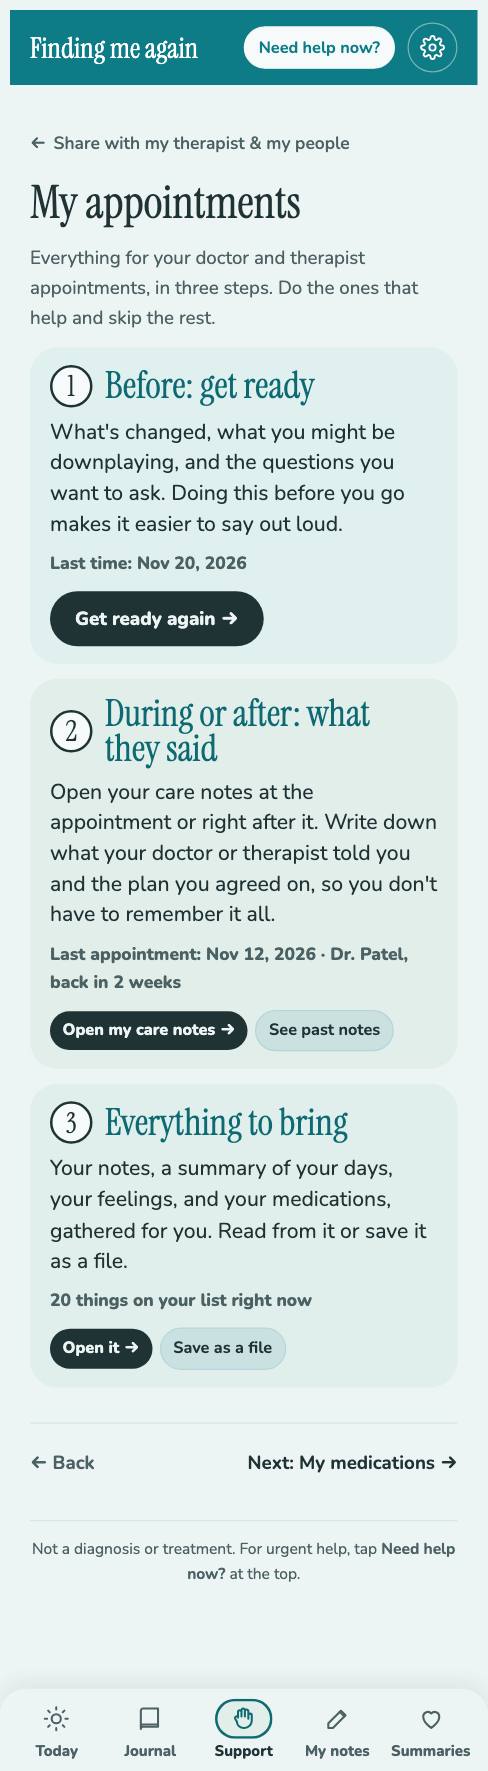 Finding me again
Need help now?
← Share with my therapist & my people
My appointments
Everything for your doctor and therapist
appointments, in three steps. Do the ones that
help and skip the rest.
1 Before: get ready
What's changed, what you might be
downplaying, and the questions you
want to ask. Doing this before you go
makes it easier to say out loud.
Last time: Nov 20, 2026
Get ready again →
2 During or after: what
they said
Open your care notes at the
appointment or right after it. Write down
what your doctor or therapist told you
and the plan you agreed on, so you don't
have to remember it all.
Last appointment: Nov 12, 2026 · Dr. Patel,
back in 2 weeks
Open my care notes →
See past notes
3 Everything to bring
Your notes, a summary of your days,
your feelings, and your medications,
gathered for you. Read from it or save it
as a file.
20 things on your list right now
Open it →
Save as a file
← Back
Next: My medications →
Not a diagnosis or treatment. For urgent help, tap Need help
now? at the top.
Today
Journal
Support
My notes
Summaries